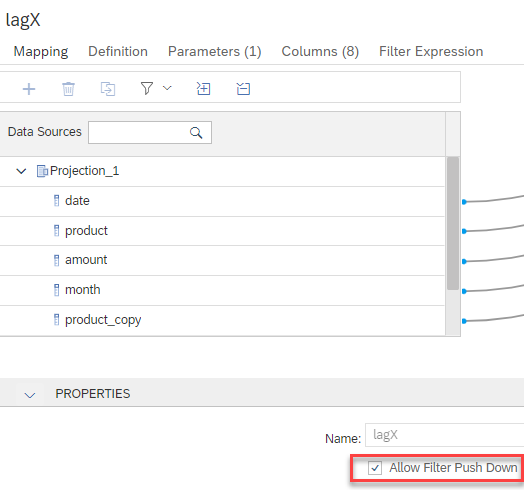 lagX
Mapping Definition Parameters (1) Columns (8) Filter Expression
Data Sources
Projection_1
date
product
amount
month
product_copy
PROPERTIES
Name: lagX
Allow Filter Push Down